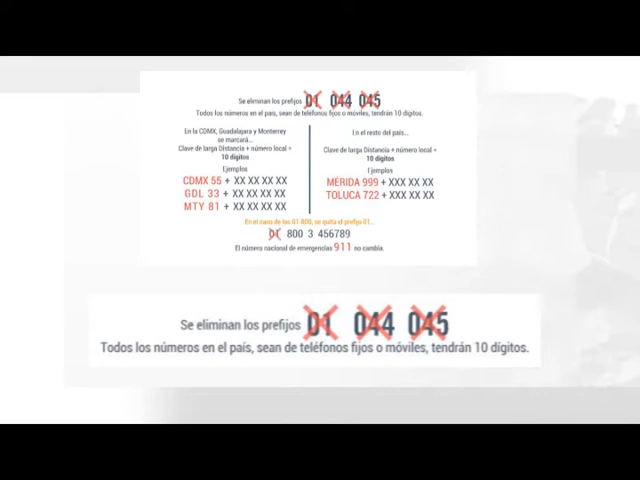 Se eliminan los prefijos 01 044 045
Todos los números en el país, sean de teléfonos fijos o móviles, tendrán 10 dígitos.
En la CDMX, Guadalajara y Monterrey
se marcará...
Clave de larga Distancia + número local =
10 dígitos
Ejemplos
CDMX 55 + XX XX XX XX
GDL 33 + XX XX XX XX
MTY 81 + XX XX XX XX
En el resto del país...
Clave de larga Distancia + número local =
10 dígitos
Ejemplos
MÉRIDA 999 + XXX XX XX
TOLUCA 722 + XXX XX XX
En el caso de los 01 800, se quita el prefijo 01...
01 800 3 456789
El número nacional de emergencias 911 no cambia.
Se eliminan los prefijos 01 044 045
Todos los números en el país, sean de teléfonos fijos o móviles, tendrán 10 dígitos.